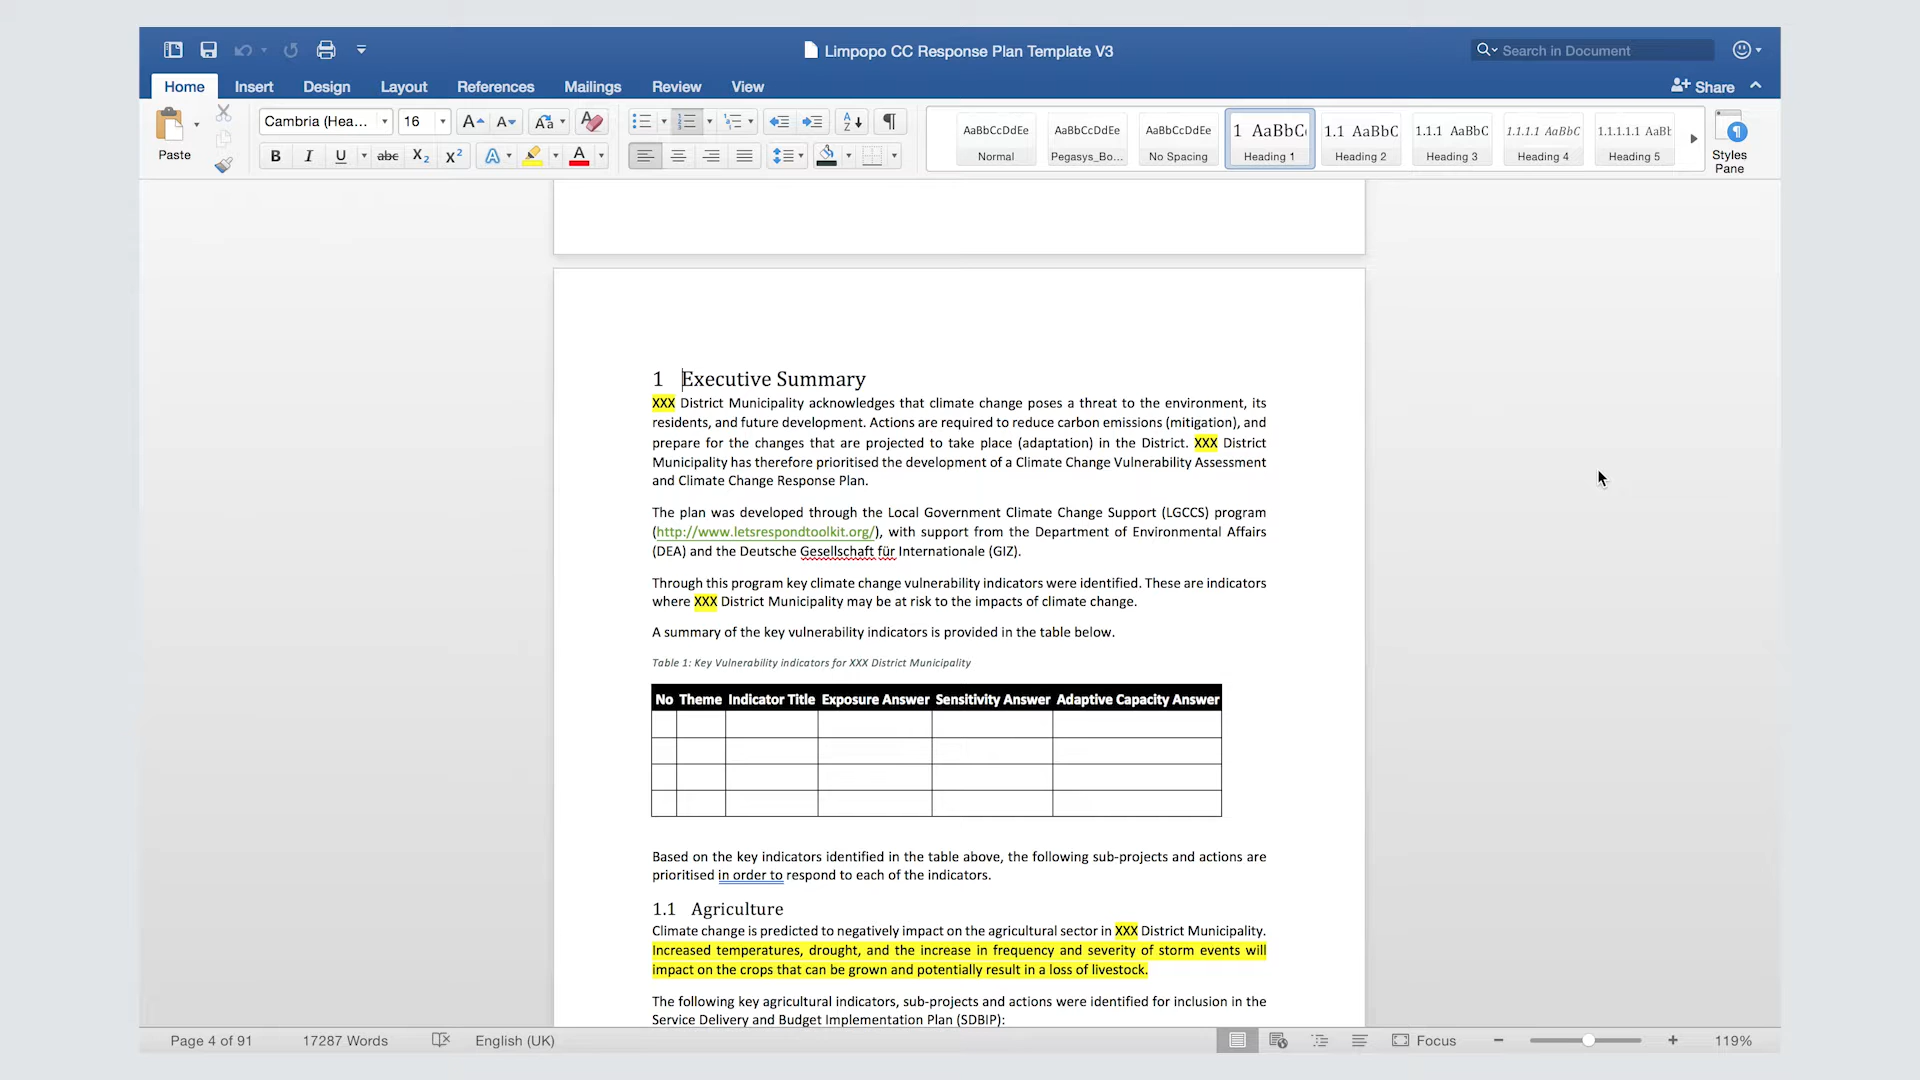 Limpopo CC Response Plan Template V3
Search in Document
Home Insert Design Layout References Mailings Review View
Share
Paste
Cambria (Hea... 16
AaBbCcDdEe Normal
AaBbCcDdEe Pegasys_Bo...
AaBbCcDdEe No Spacing
1 AaBbC Heading 1
1.1 AaBbC Heading 2
1.1.1 AaBbC Heading 3
1.1.1.1 AaBbC Heading 4
1.1.1.1.1 AaBb Heading 5
Styles Pane
1 Executive Summary
XXX District Municipality acknowledges that climate change poses a threat to the environment, its
residents, and future development. Actions are required to reduce carbon emissions (mitigation), and
prepare for the changes that are projected to take place (adaptation) in the District. XXX District
Municipality has therefore prioritised the development of a Climate Change Vulnerability Assessment
and Climate Change Response Plan.
The plan was developed through the Local Government Climate Change Support (LGCCS) program
(http://www.letsrespondtoolkit.org/), with support from the Department of Environmental Affairs
(DEA) and the Deutsche Gesellschaft für Internationale (GIZ).
Through this program key climate change vulnerability indicators were identified. These are indicators
where XXX District Municipality may be at risk to the impacts of climate change.
A summary of the key vulnerability indicators is provided in the table below.
Table 1: Key Vulnerability indicators for XXX District Municipality
No Theme Indicator Title Exposure Answer Sensitivity Answer Adaptive Capacity Answer
Based on the key indicators identified in the table above, the following sub-projects and actions are
prioritised in order to respond to each of the indicators.
1.1 Agriculture
Climate change is predicted to negatively impact on the agricultural sector in XXX District Municipality.
Increased temperatures, drought, and the increase in frequency and severity of storm events will
impact on the crops that can be grown and potentially result in a loss of livestock.
The following key agricultural indicators, sub-projects and actions were identified for inclusion in the
Service Delivery and Budget Implementation Plan (SDBIP):
Page 4 of 91 17287 Words English (UK) Focus 119%